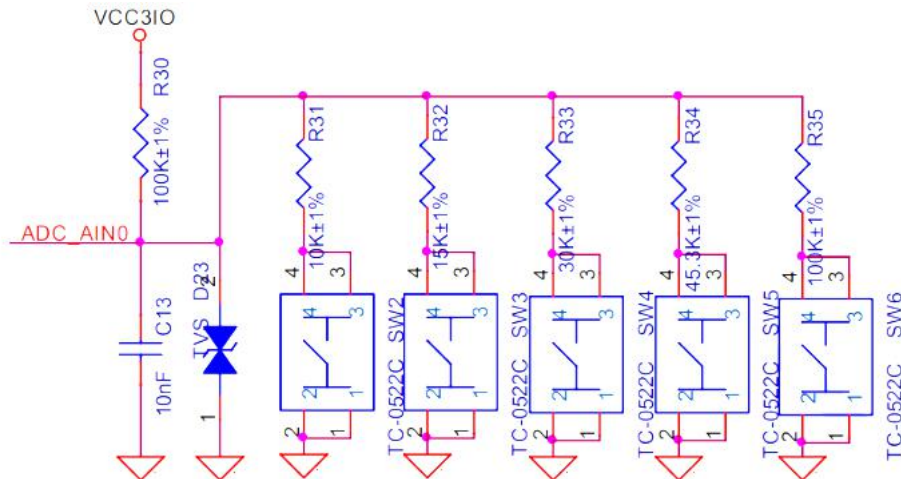 VCC3IO
R30
100K±1%
ADC_AIN0
C13
10nF
TVS D23
2
1
R31
10K±1%
4 3
4 3
2 1
2 1
TC-0522C SW2
R32
15K±1%
4 3
4 3
2 1
2 1
TC-0522C SW3
R33
30K±1%
4 3
4 3
2 1
2 1
TC-0522C SW4
R34
45.3K±1%
4 3
4 3
2 1
2 1
TC-0522C SW5
R35
100K±1%
4 3
4 3
2 1
2 1
TC-0522C SW6